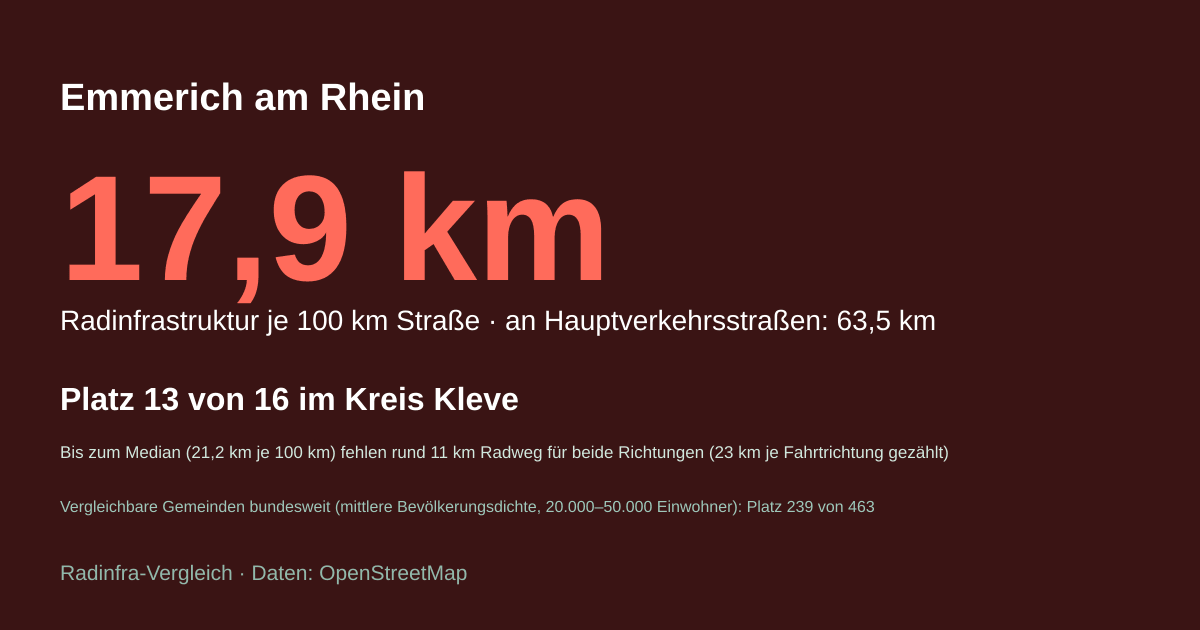 Emmerich am Rhein
17,9 km
Radinfrastruktur je 100 km Straße · an Hauptverkehrsstraßen: 63,5 km
Platz 13 von 16 im Kreis Kleve
Bis zum Median (21,2 km je 100 km) fehlen rund 11 km Radweg für beide Richtungen (23 km je Fahrtrichtung gezählt)
Vergleichbare Gemeinden bundesweit (mittlere Bevölkerungsdichte, 20.000–50.000 Einwohner): Platz 239 von 463
Radinfra-Vergleich · Daten: OpenStreetMap